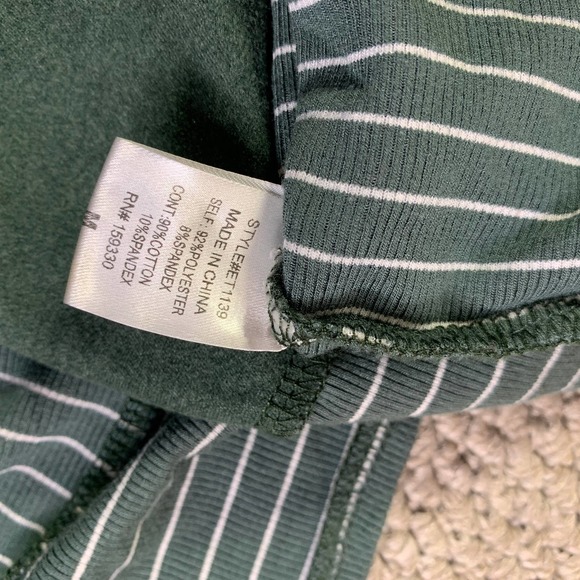 STYLE#ET1139
MADE IN CHINA
SELF: 92%POLYESTER
8%SPANDEX
CONT:90%COTTON
10%SPANDEX
RN# 159330
M